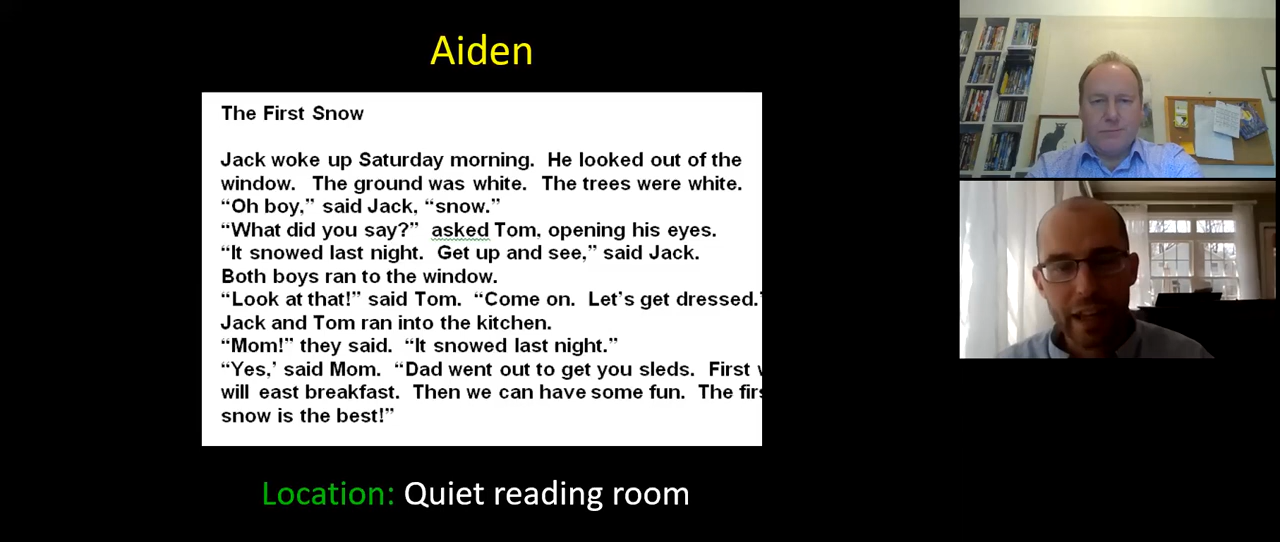 Aiden
The First Snow
Jack woke up Saturday morning.  He looked out of the
window.  The ground was white.  The trees were white.
“Oh boy,” said Jack, “snow.”
“What did you say?”  asked Tom, opening his eyes.
“It snowed last night.  Get up and see,” said Jack.
Both boys ran to the window.
“Look at that!” said Tom.  “Come on.  Let’s get dressed.”
Jack and Tom ran into the kitchen.
“Mom!” they said.  “It snowed last night.”
“Yes,’ said Mom.  “Dad went out to get you sleds.  First
will east breakfast.  Then we can have some fun.  The
snow is the best!”
Location: Quiet reading room